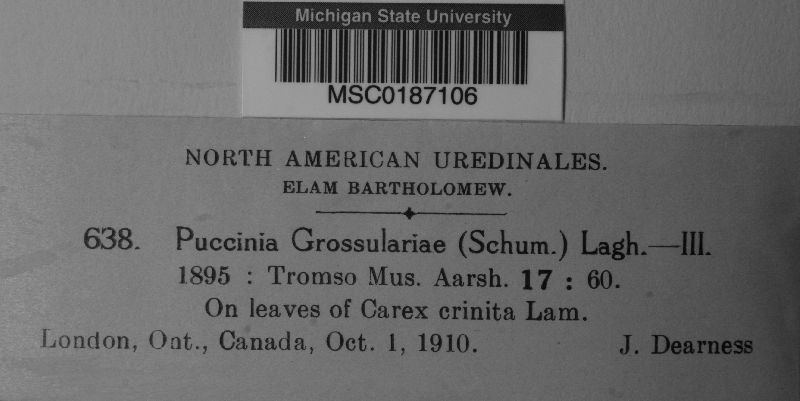 Michigan State University
MSC0187106
NORTH AMERICAN UREDINALES.
ELAM BARTHOLOMEW.
638. Puccinia Grossulariae (Schum.) Lagh.—III.
1895 : Tromso Mus. Aarsh. 17 : 60.
On leaves of Carex crinita Lam.
London, Ont., Canada, Oct. 1, 1910. J. Dearness